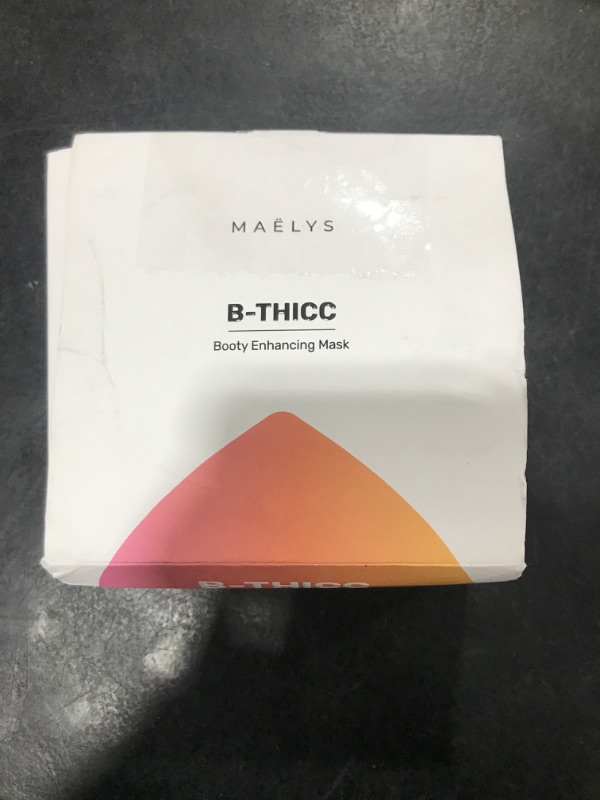 MAËLYS
B-THICC
Booty Enhancing Mask
B-THICC